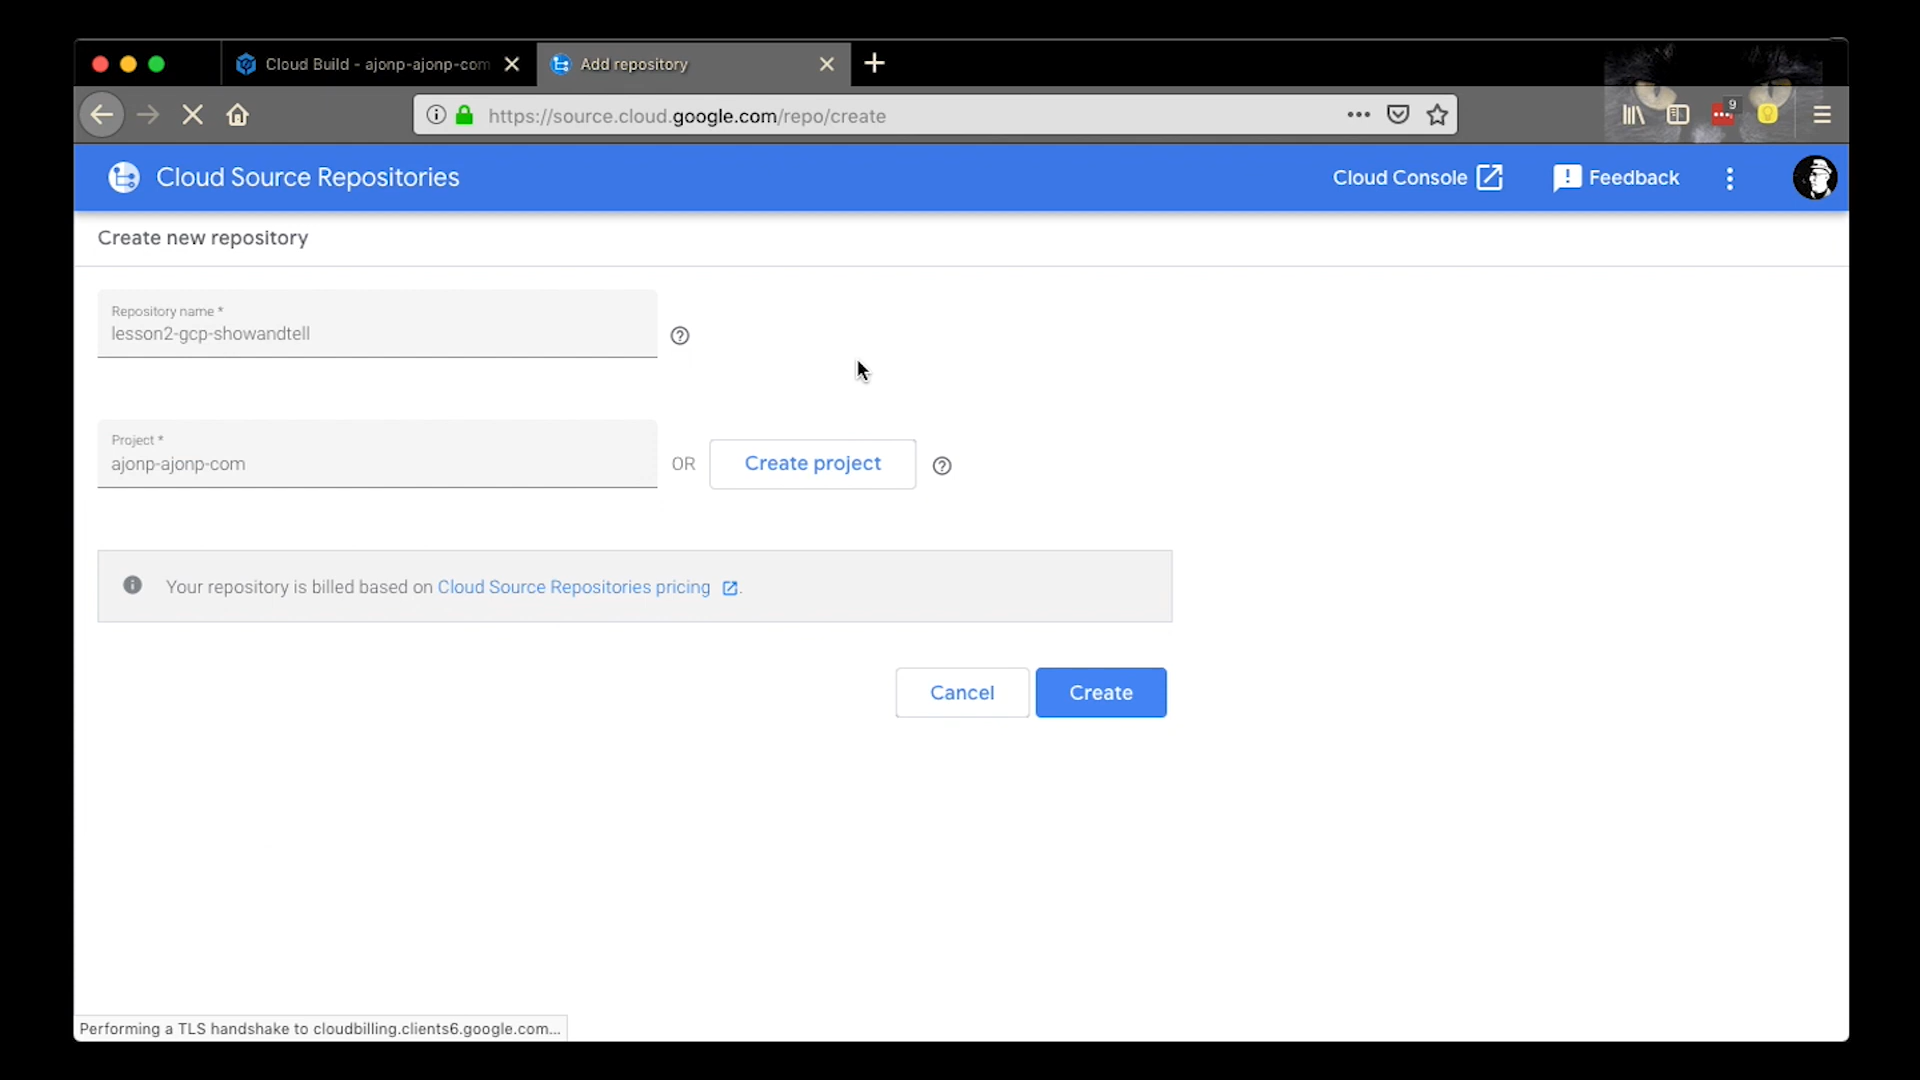 Cloud Build - ajonp-ajonp-com
Add repository
https://source.cloud.google.com/repo/create
9
Cloud Source Repositories
Cloud Console
Feedback
Create new repository
Repository name *
lesson2-gcp-showandtell
Project *
ajonp-ajonp-com
OR
Create project
Your repository is billed based on Cloud Source Repositories pricing .
Cancel
Create
Performing a TLS handshake to cloudbilling.clients6.google.com...